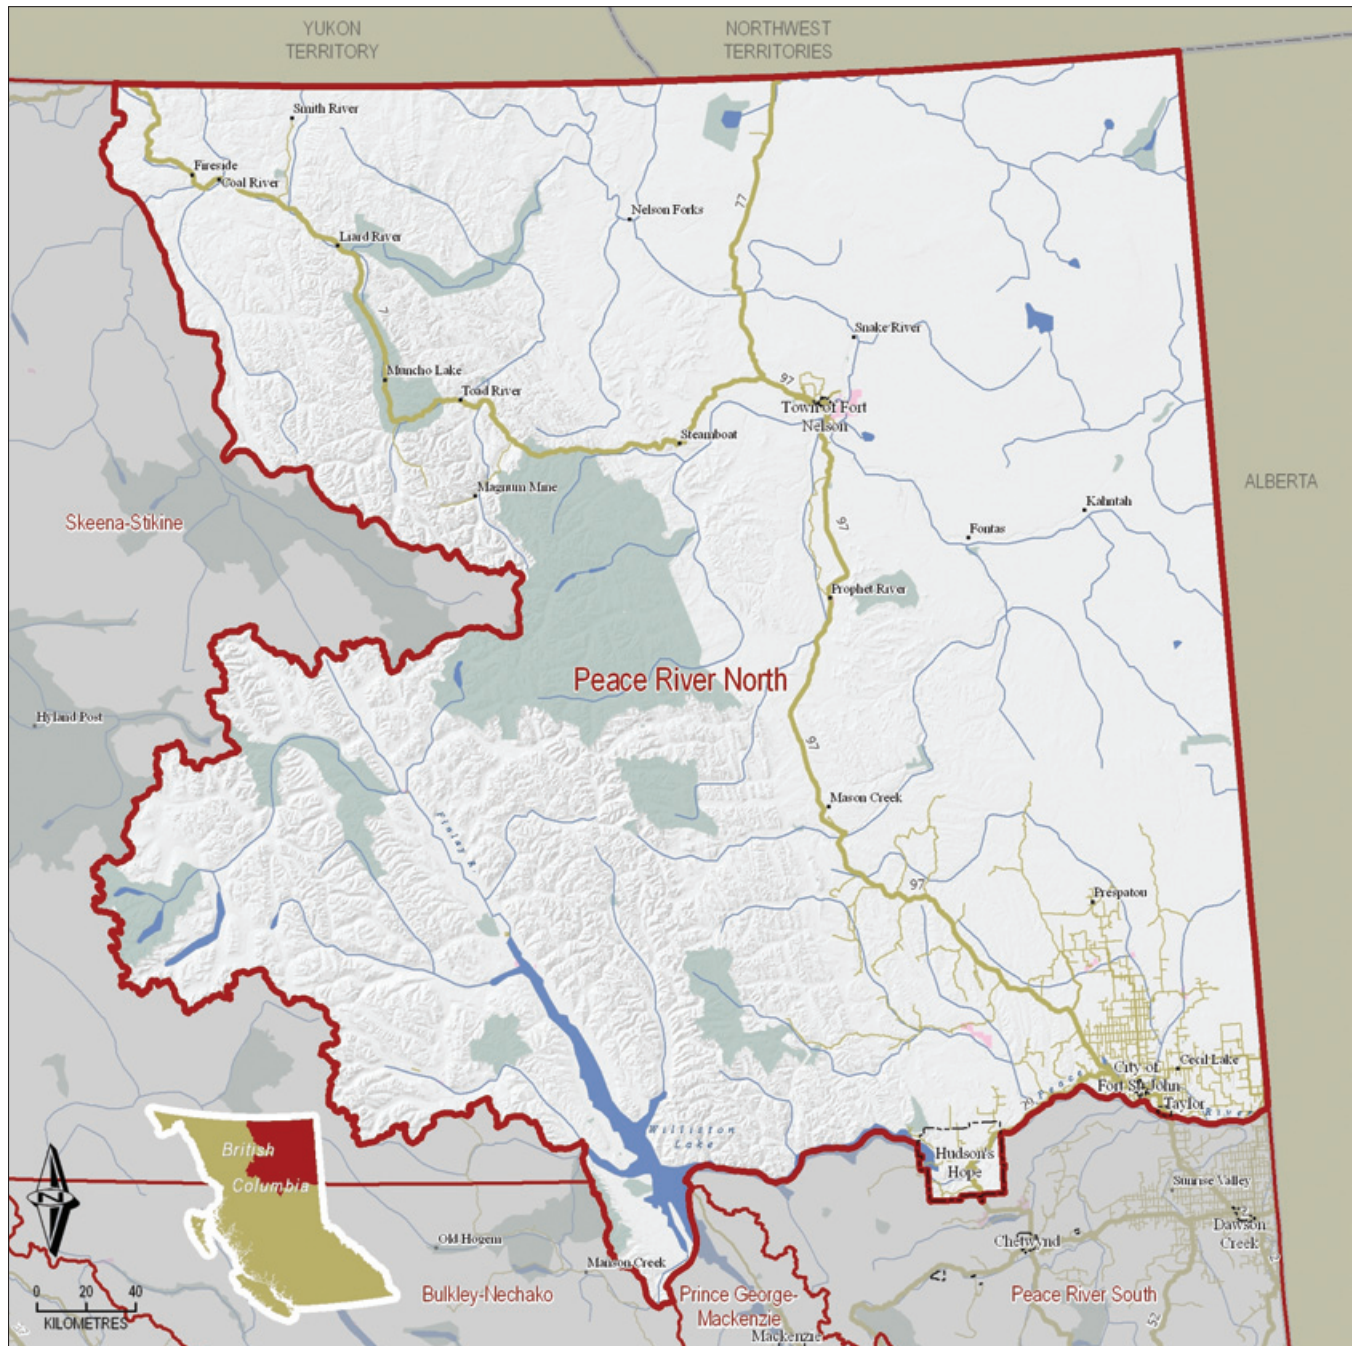 YUKON
TERRITORY
NORTHWEST
TERRITORIES
Smith River
Fireside
Coal River
Nelson Forks
77
Liard River
7
Snake River
Muncho Lake
Toad River
97
Town of Fort
Nelson
Steamboat
ALBERTA
Magnum Mine
Kahntah
Skeena-Stikine
97
Fontas
Prophet River
Peace River North
Hyland Post
97
Mason Creek
Finlay R
97
Prespatou
Cecil Lake
City of
Fort St. John
29
Peace
Taylor
River
Williston
Lake
British
Columbia
Hudson's
Hope
Sunrise Valley
N
Dawson
Creek
Old Hogem
Chetwynd
Manson Creek
2
0 20 40
KILOMETRES
Bulkley-Nechako
Prince George-
Mackenzie
Peace River South
52
Mackenzie